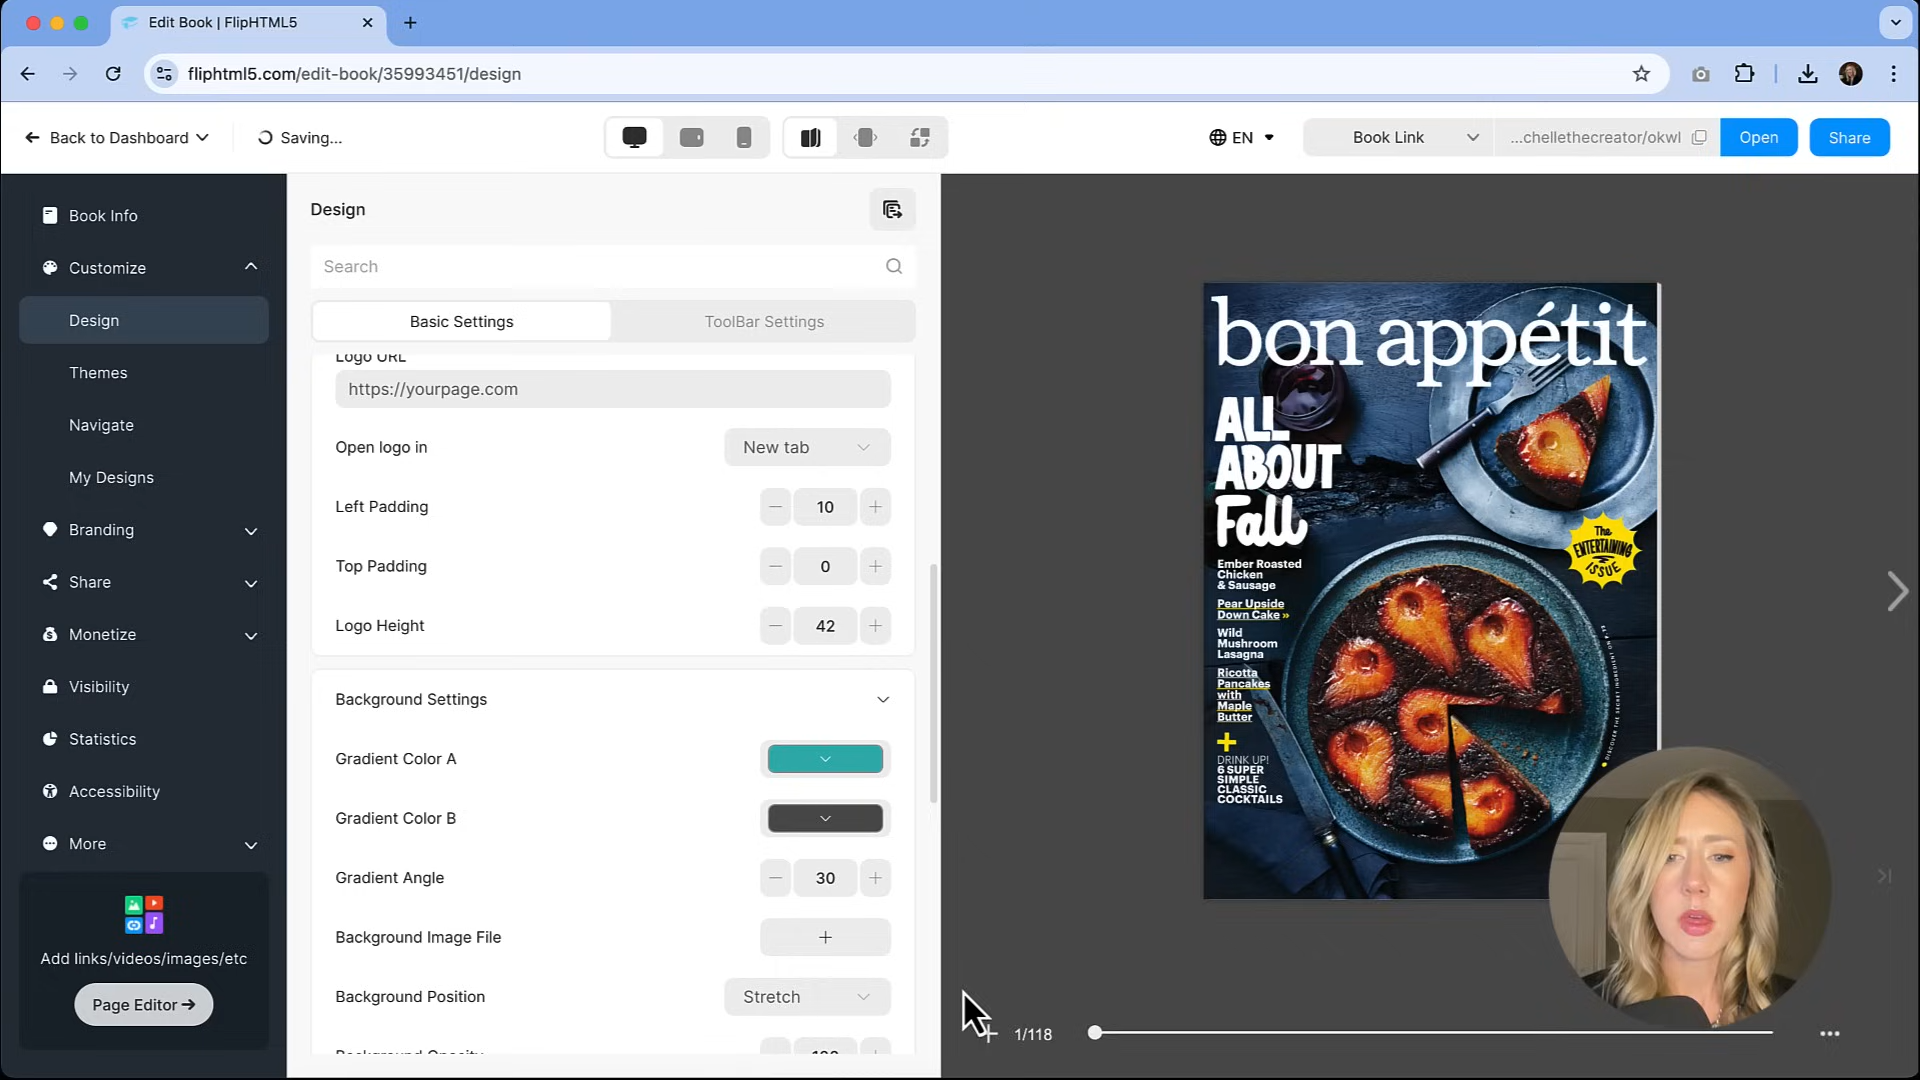 Edit Book | FlipHTML5
fliphtml5.com/edit-book/35993451/design
Back to Dashboard
Saving...
EN
Book Link
...chellethecreator/okwl
Open
Share
Book Info
Customize
Design
Themes
Navigate
My Designs
Branding
Share
Monetize
Visibility
Statistics
Accessibility
More
Add links/videos/images/etc
Page Editor
Design
Search
Basic Settings
ToolBar Settings
Logo URL
https://yourpage.com
Open logo in
New tab
Left Padding
10
Top Padding
0
Logo Height
42
Background Settings
Gradient Color A
Gradient Color B
Gradient Angle
30
Background Image File
Background Position
Stretch
Background Opacity
100
bon appétit
ALL
ABOUT
Fall
Ember Roasted
Chicken
& Sausage
Pear Upside
Down Cake »
Wild
Mushroom
Lasagna
Ricotta
Pancakes
with
Maple
Butter
+
DRINK UP!
6 SUPER
SIMPLE
CLASSIC
COCKTAILS
The
ENTERTAINING
ISSUE
1/118